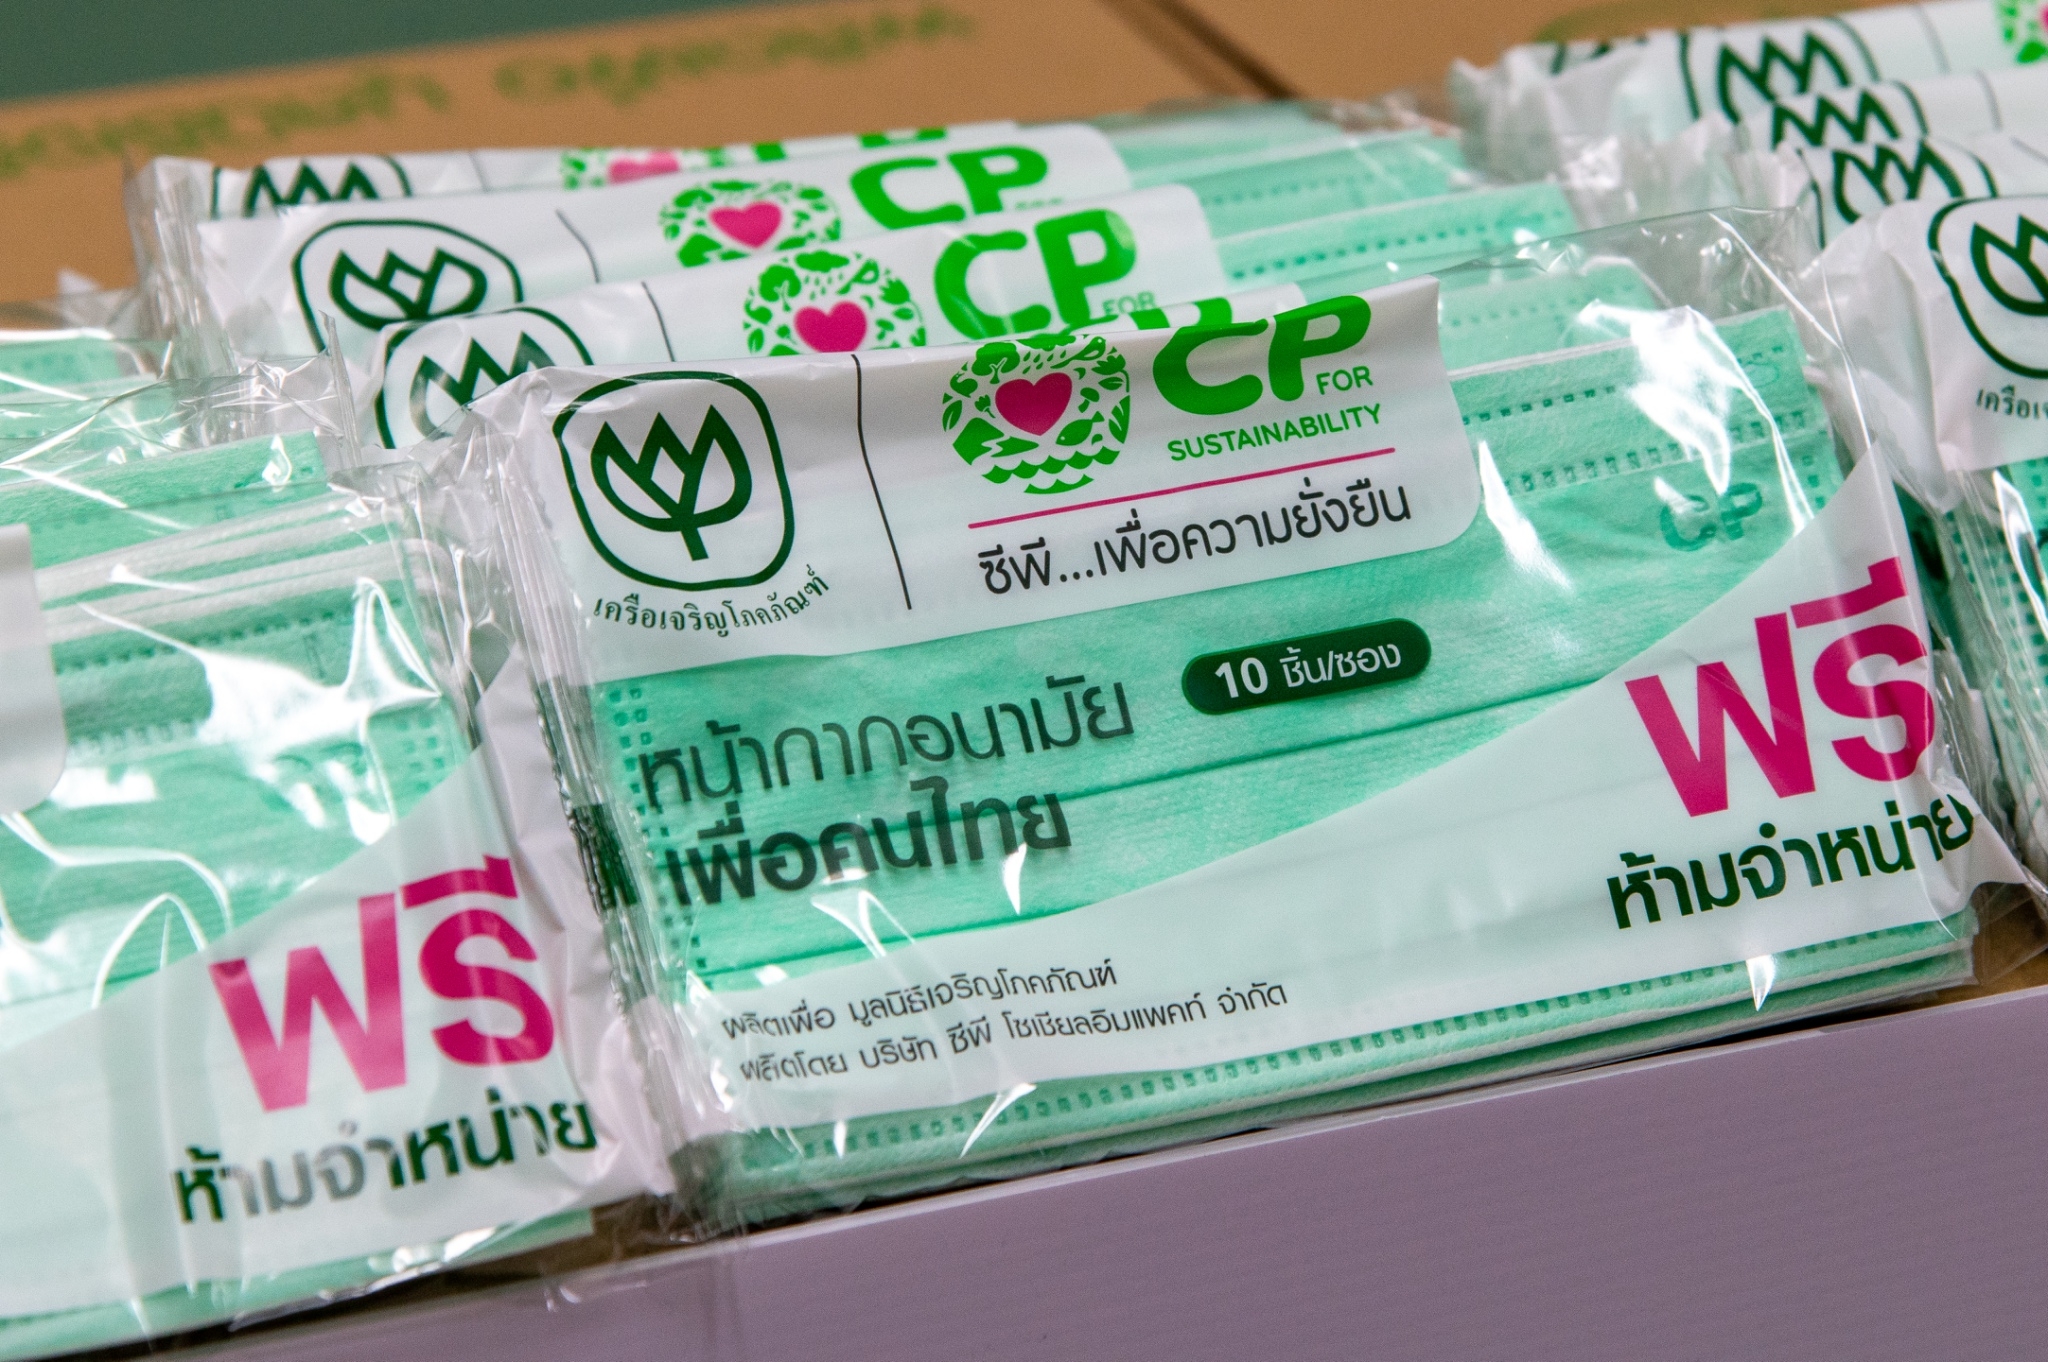 CP
CP
FOR
CP
FOR
SUSTAINABILITY
ซีพี...เพื่อความยั่งยืน
เครือเจริญโภคภัณฑ์
CP
10 ชิ้น/ซอง
หน้ากากอนามัย
เพื่อคนไทย
ฟรี
ห้ามจำหน่าย
ผลิตเพื่อ มูลนิธิเจริญโภคภัณฑ์
ผลิตโดย บริษัท ซีพี โซเชียลอิมแพคท์ จำกัด
ฟรี
ห้ามจำหน่าย